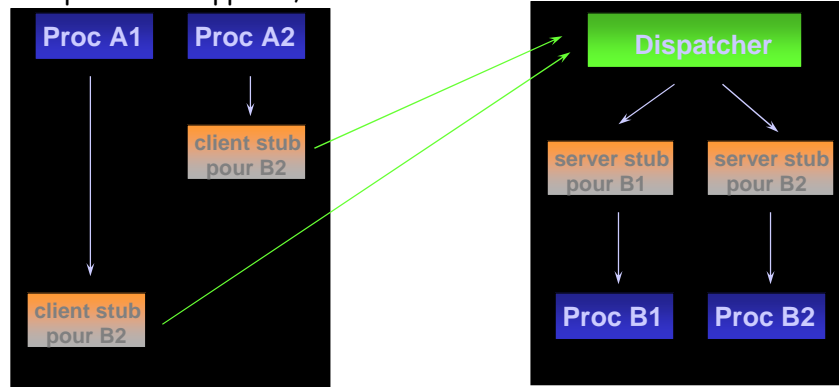 Proc A1
Proc A2
Dispatcher
client stub
pour B2
server stub
pour B1
server stub
pour B2
client stub
pour B2
Proc B1
Proc B2